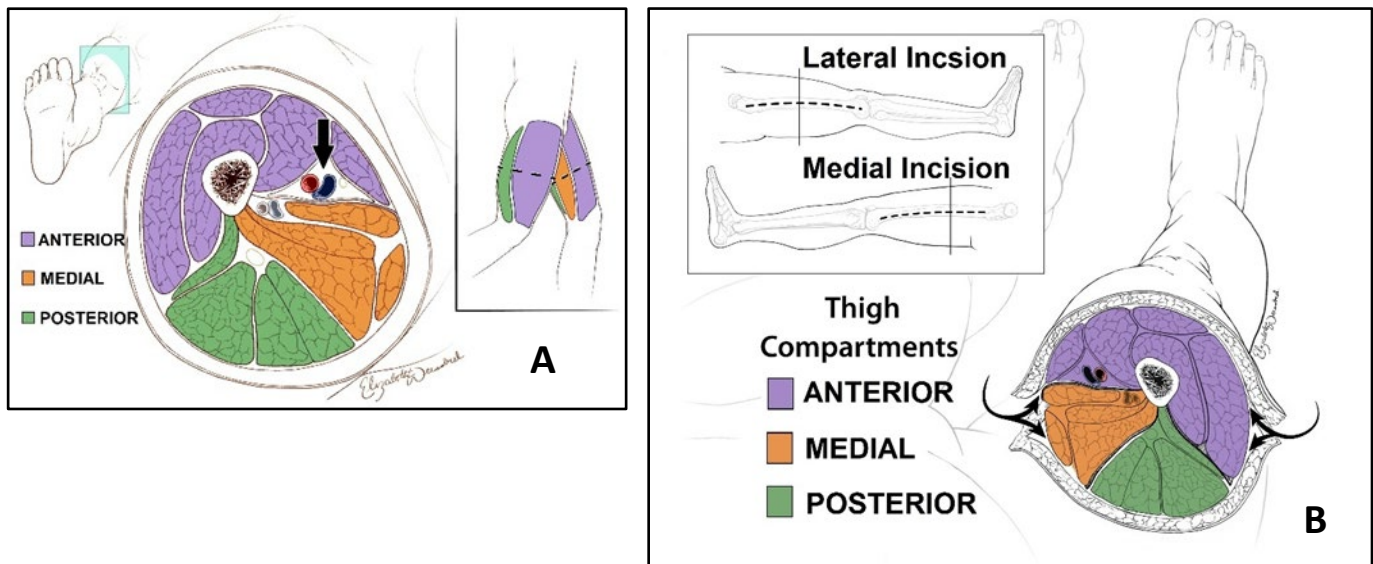 ANTERIOR
MEDIAL
POSTERIOR
A
Lateral Incsion
Medial Incision
Thigh
Compartments
ANTERIOR
MEDIAL
POSTERIOR
B